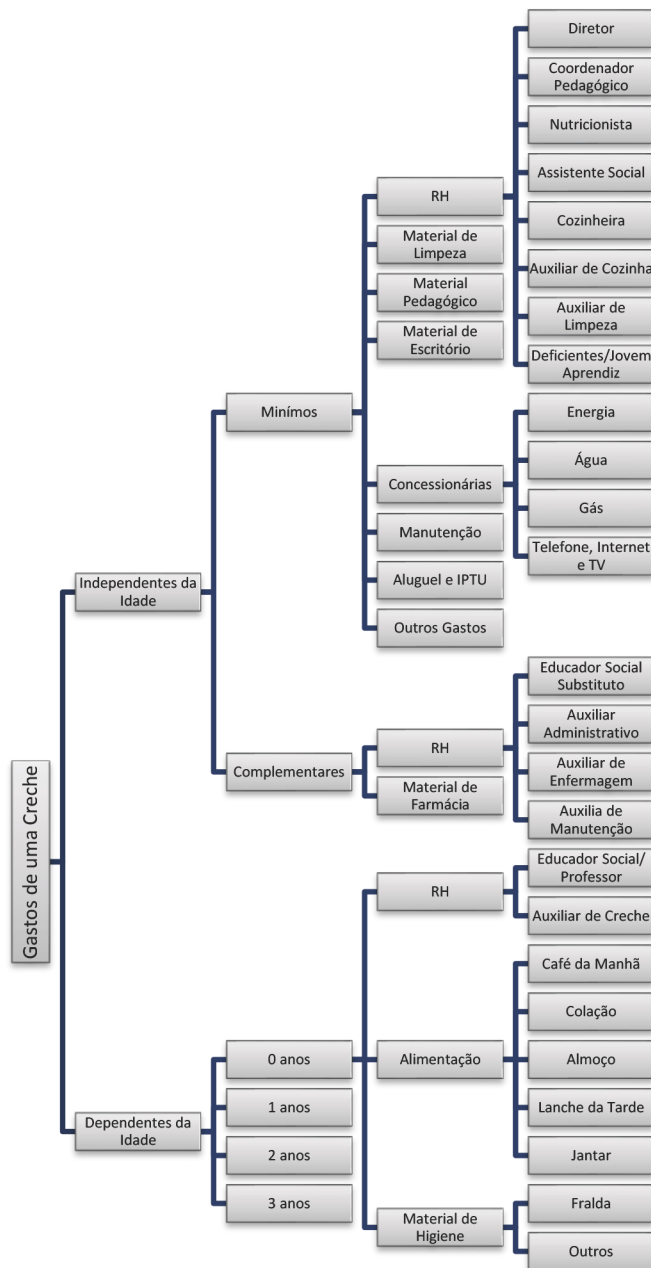 Gastos de uma Creche
Independentes da
Idade
Minímos
RH
Diretor
Coordenador
Pedagógico
Nutricionista
Assistente Social
Cozinheira
Auxiliar de Cozinha
Auxiliar de
Limpeza
Deficientes/Jovem
Aprendiz
Material de
Limpeza
Material
Pedagógico
Material de
Escritório
Concessionárias
Energia
Água
Gás
Telefone, Internet
e TV
Manutenção
Aluguel e IPTU
Outros Gastos
Complementares
RH
Educador Social
Substituto
Auxiliar
Administrativo
Auxiliar de
Enfermagem
Auxilia de
Manutenção
Material de
Farmácia
Dependentes da
Idade
0 anos
RH
Educador Social/
Professor
Auxiliar de Creche
Alimentação
Café da Manhã
Colação
Almoço
Lanche da Tarde
Jantar
Material de
Higiene
Fralda
Outros
1 anos
2 anos
3 anos